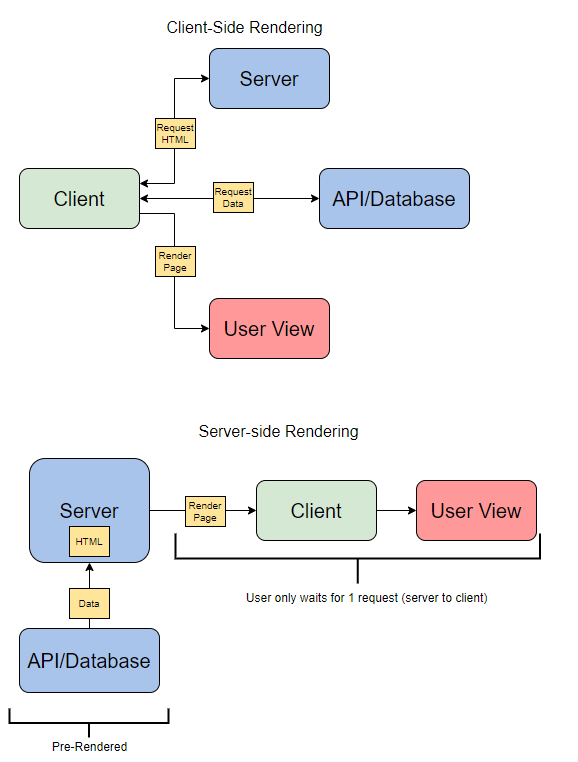 Client-Side Rendering
Server
Request
HTML
Client
Request
Data
API/Database
Render
Page
User View
Server-side Rendering
Server
HTML
Render
Page
Client
User View
User only waits for 1 request (server to client)
Data
API/Database
Pre-Rendered